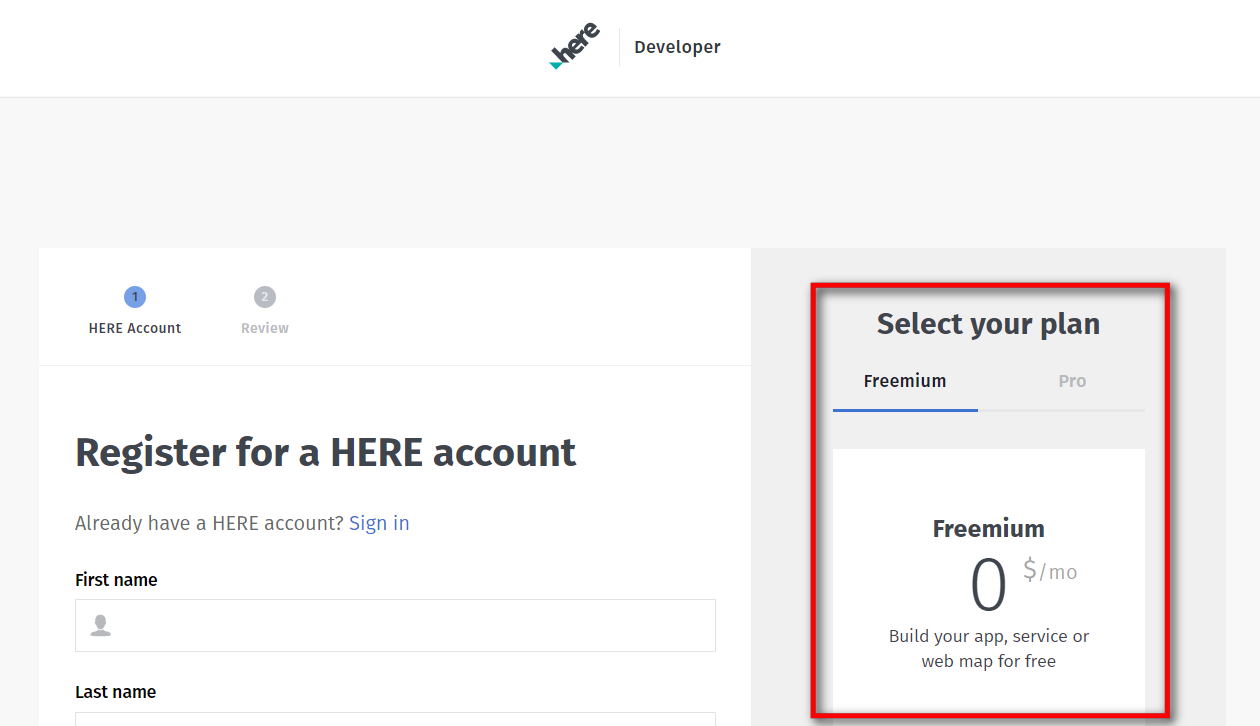 here
Developer
1
2
HERE Account
Review
Register for a HERE account
Already have a HERE account? Sign in
First name
Last name
Select your plan
Freemium
Pro
Freemium
0 $/mo
Build your app, service or
web map for free